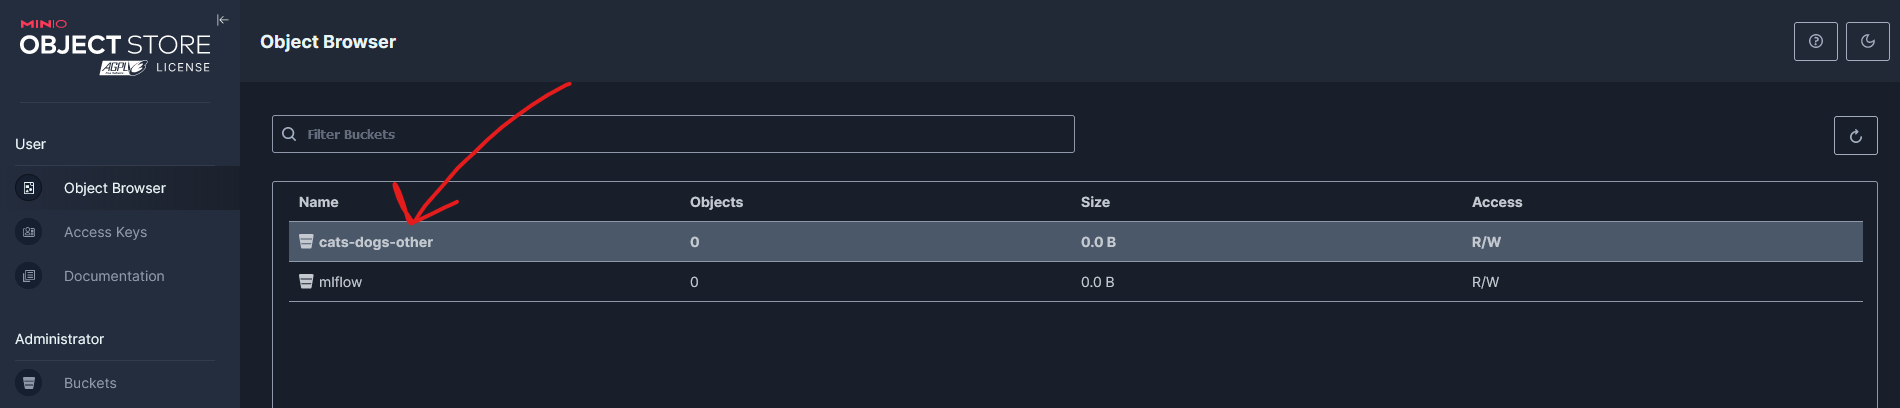 MINIO
OBJECT STORE
AGPLv3 LICENSE
Object Browser
User
Object Browser
Access Keys
Documentation
Administrator
Buckets
Filter Buckets
Name Objects Size Access
cats-dogs-other 0 0.0 B R/W
mlflow 0 0.0 B R/W